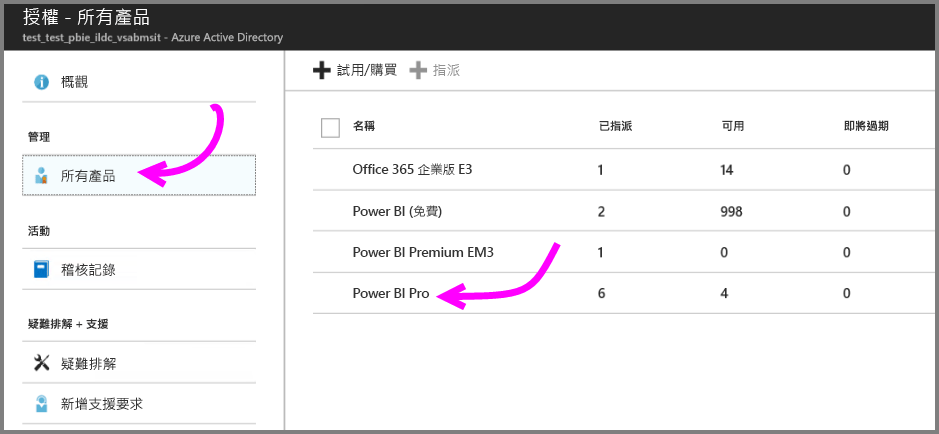 授權 - 所有產品
test_test_pbie_ildc_vsabmsit - Azure Active Directory
概觀
管理
所有產品
活動
稽核記錄
疑難排解 + 支援
疑難排解
新增支援要求
試用/購買 指派
名稱 已指派 可用 即將過期
Office 365 企業版 E3 1 14 0
Power BI (免費) 2 998 0
Power BI Premium EM3 1 0 0
Power BI Pro 6 4 0